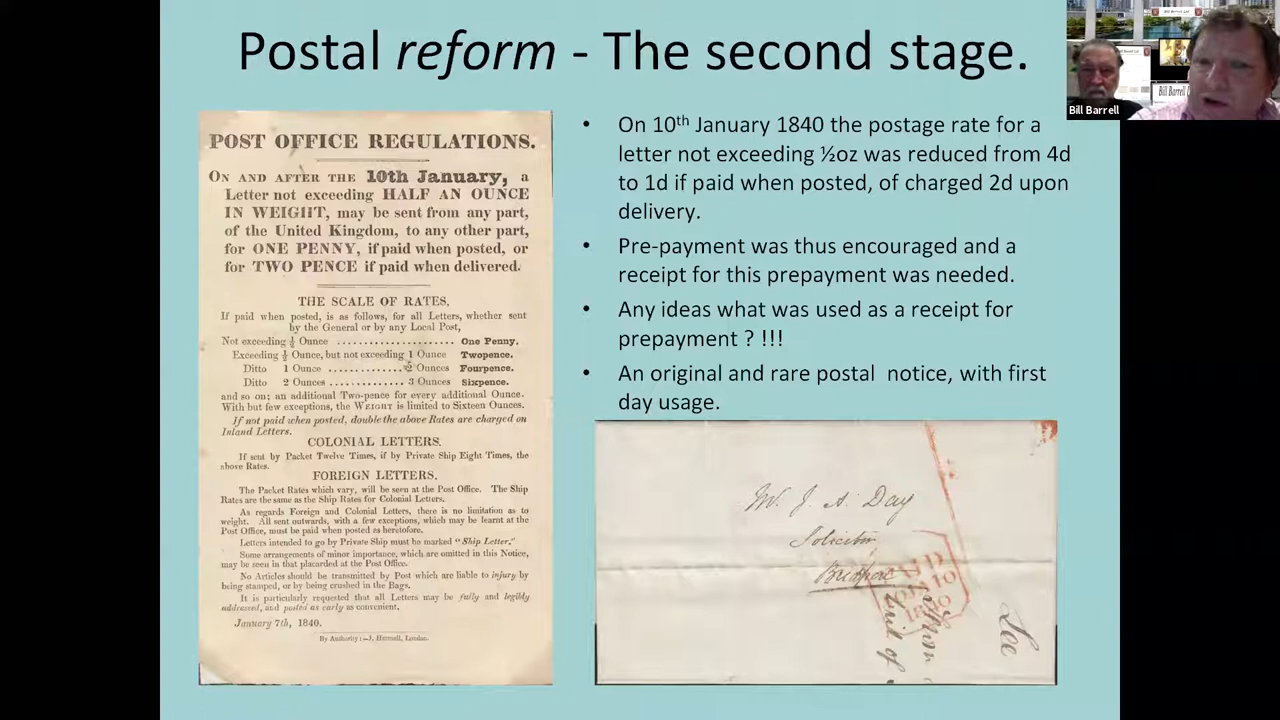 Postal reform - The second stage.
Bill Barrell
POST OFFICE REGULATIONS.
ON AND AFTER THE 10th January, a
Letter not exceeding HALF AN OUNCE
IN WEIGHT, may be sent from any part,
of the United Kingdom, to any other part,
for ONE PENNY, if paid when posted, or
for TWO PENCE if paid when delivered.
THE SCALE OF RATES,
If paid when posted, is as follows, for all Letters, whether sent
by the General or by any Local Post,
Not exceeding ½ Ounce ...................... One Penny.
Exceeding ½ Ounce, but not exceeding 1 Ounce Twopence.
Ditto 1 Ounce .............. 2 Ounces Fourpence.
Ditto 2 Ounces .............. 3 Ounces Sixpence.
and so on; an additional Two-pence for every additional Ounce.
With but few exceptions, the WEIGHT is limited to Sixteen Ounces.
If not paid when posted, double the above Rates are charged on
Inland Letters.
COLONIAL LETTERS.
If sent by Packet Twelve Times, if by Private Ship Eight Times, the
above Rates.
FOREIGN LETTERS.
The Packet Rates which vary, will be seen at the Post Office. The Ship
Rates are the same as the Ship Rates for Colonial Letters.
As regards Foreign and Colonial Letters, there is no limitation as to
weight. All sent outwards, with a few exceptions, which may be learnt at the
Post Office, must be paid when posted as heretofore.
Letters intended to go by Private Ship must be marked "Ship Letter."
Some arrangements of minor importance, which are omitted in this Notice,
may be seen in that placarded at the Post Office.
No Articles should be transmitted by Post which are liable to injury by
being stamped, or by being crushed in the Bags.
It is particularly requested that all Letters may be fully and legibly
addressed, and posted as early as convenient.
January 7th, 1840.
By Authority :—J. Hartnell, London.
• On 10th January 1840 the postage rate for a
letter not exceeding ½oz was reduced from 4d
to 1d if paid when posted, of charged 2d upon
delivery.
• Pre-payment was thus encouraged and a
receipt for this prepayment was needed.
• Any ideas what was used as a receipt for
prepayment ? !!!
• An original and rare postal notice, with first
day usage.
J. A. Day
Solicitor
Bridport